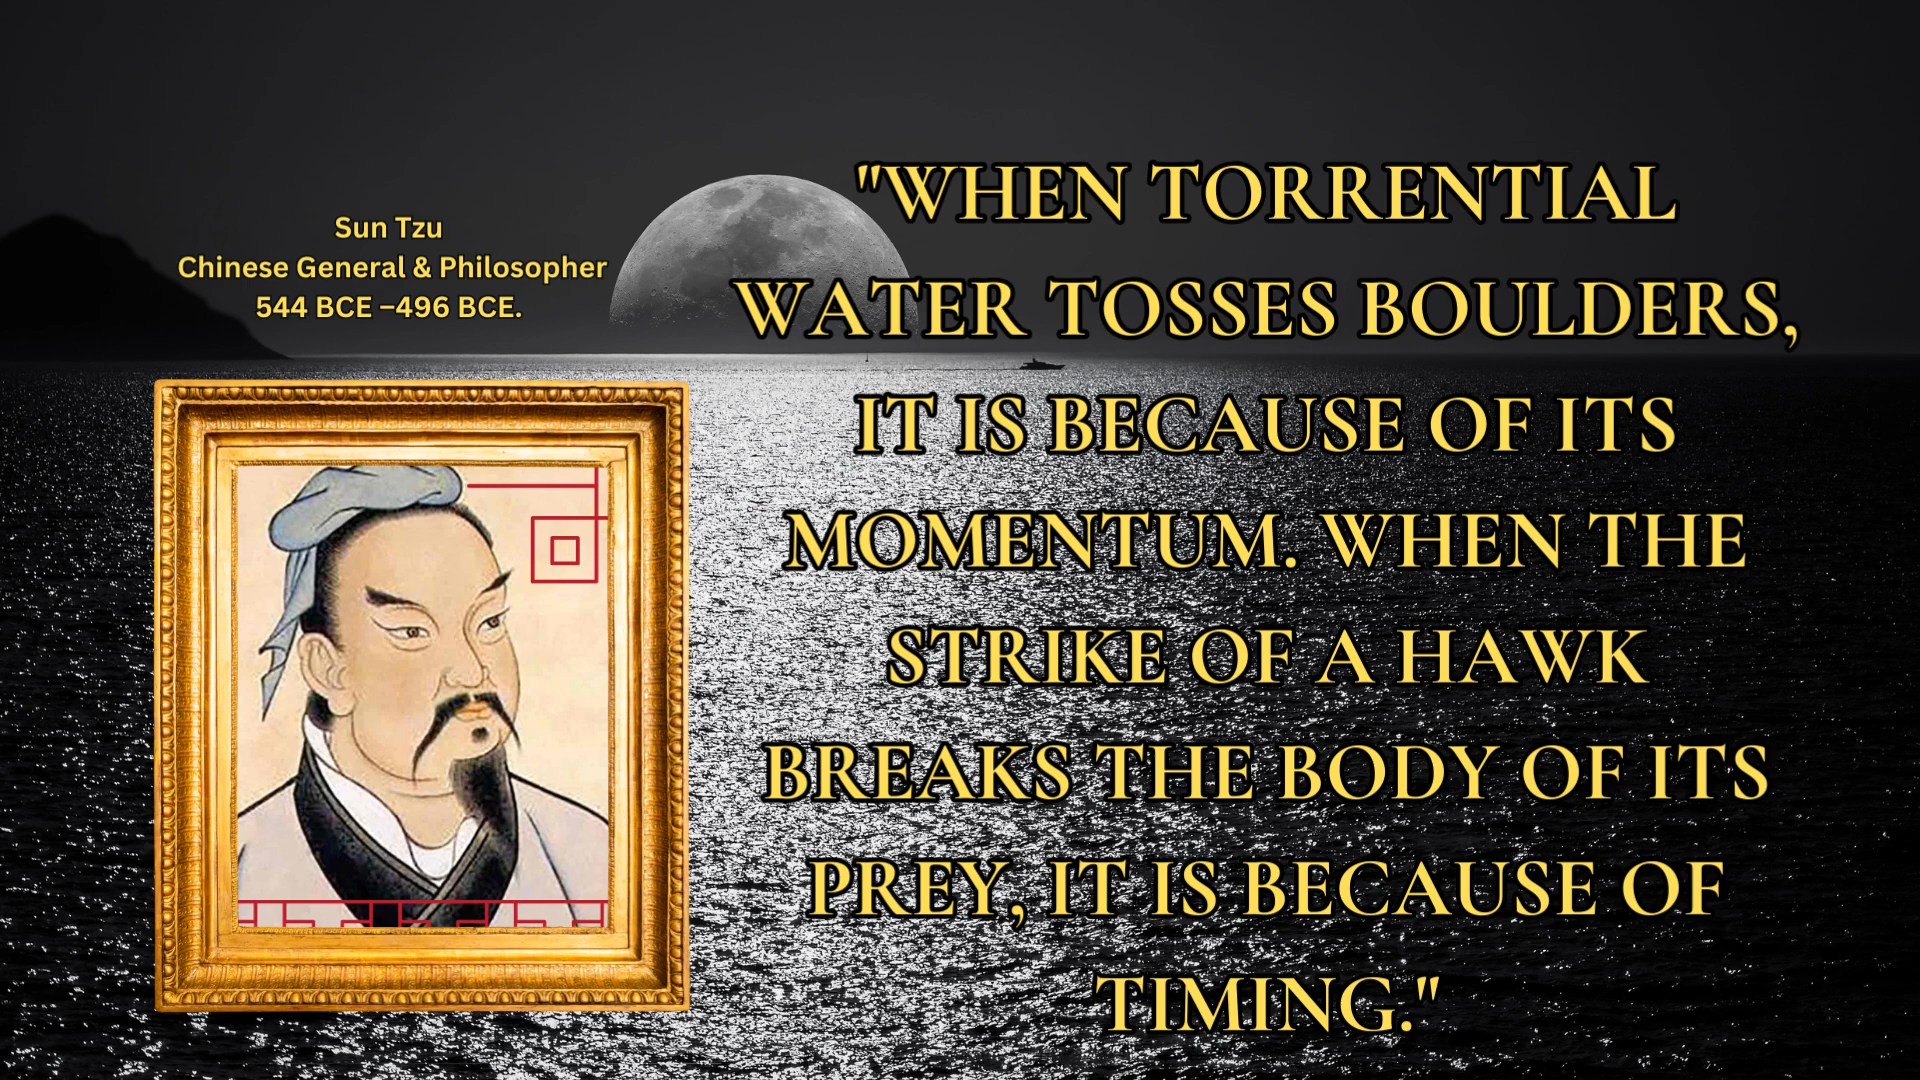 Sun Tzu
Chinese General & Philosopher
544 BCE –496 BCE.
"WHEN TORRENTIAL
WATER TOSSES BOULDERS,
IT IS BECAUSE OF ITS
MOMENTUM. WHEN THE
STRIKE OF A HAWK
BREAKS THE BODY OF ITS
PREY, IT IS BECAUSE OF
TIMING."